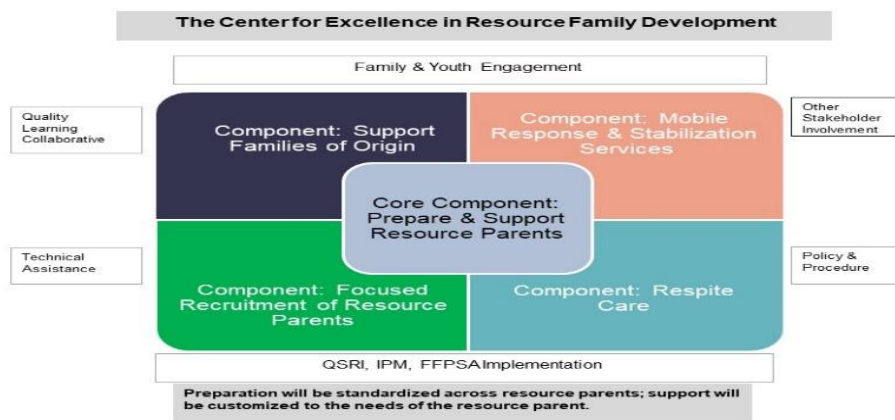 The Center for Excellence in Resource Family Development
Family & Youth Engagement
Quality
Learning
Collaborative
Component: Support
Families of Origin
Component: Mobile
Response & Stabilization
Services
Other
Stakeholder
Involvement
Core Component:
Prepare & Support
Resource Parents
Technical
Assistance
Component: Focused
Recruitment of Resource
Parents
Component: Respite
Care
Policy &
Procedure
QSRI, IPM, FFPSA Implementation
Preparation will be standardized across resource parents; support will
be customized to the needs of the resource parent.